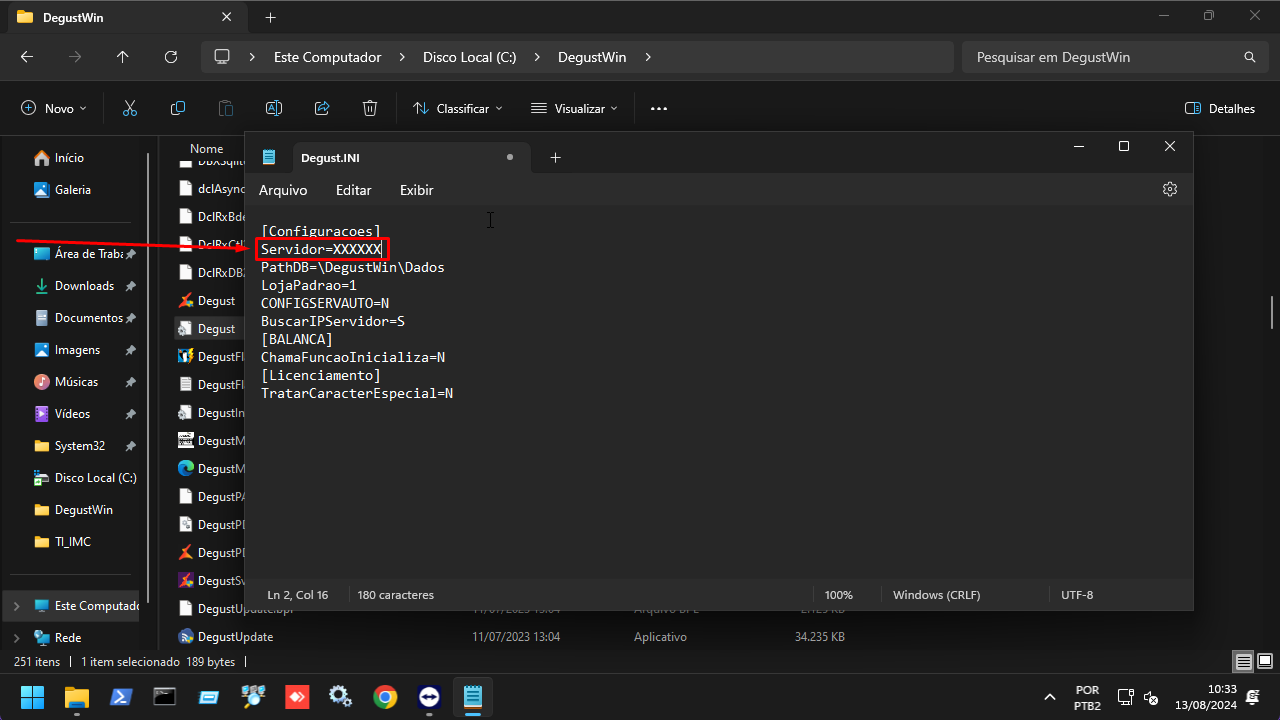 DegustWin
Este Computador
Disco Local (C:)
DegustWin
Pesquisar em DegustWin
Novo
Classificar
Visualizar
Detalhes
Início
Galeria
Área de Traba
Downloads
Documentos
Imagens
Músicas
Vídeos
System32
Disco Local (C:)
DegustWin
TI_IMC
Este Computado
Rede
Nome
DBXSqlit
dclAsync
DclRxBde
DclRxCtl
DclRxDB
Degust
Degust
DegustFl
DegustFl
DegustIn
DegustM
DegustM
DegustPA
DegustPD
DegustPD
DegustSv
DegustUpdate.bpl
11/07/2023 13:04
Arquivo BPL
DegustUpdate
11/07/2023 13:04
Aplicativo
34.235 KB
Degust.INI
Arquivo
Editar
Exibir
[Configuracoes]
Servidor=XXXXXX
PathDB=\DegustWin\Dados
LojaPadrao=1
CONFIGSERVAUTO=N
BuscarIPServidor=S
[BALANCA]
ChamaFuncaoInicializa=N
[Licenciamento]
TratarCaracterEspecial=N
Ln 2, Col 16
180 caracteres
100%
Windows (CRLF)
UTF-8
251 itens
1 item selecionado 189 bytes
POR
PTB2
10:33
13/08/2024